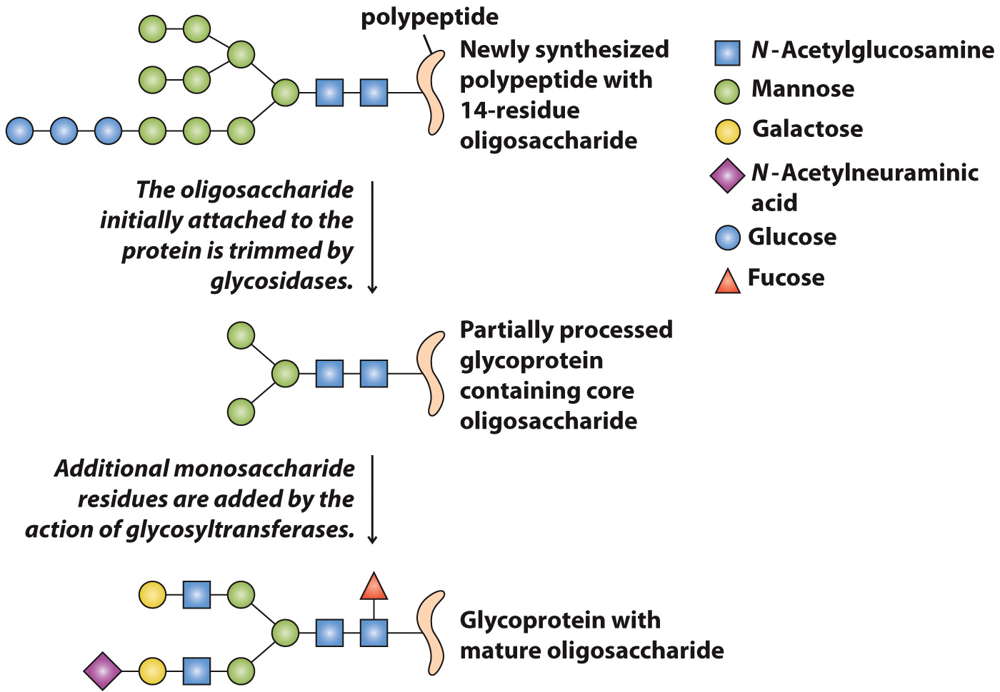 polypeptide
Newly synthesized
polypeptide with
14-residue
oligosaccharide
N-Acetylglucosamine
Mannose
Galactose
N-Acetylneuraminic
acid
Glucose
Fucose
The oligosaccharide
initially attached to the
protein is trimmed by
glycosidases.
Partially processed
glycoprotein
containing core
oligosaccharide
Additional monosaccharide
residues are added by the
action of glycosyltransferases.
Glycoprotein with
mature oligosaccharide